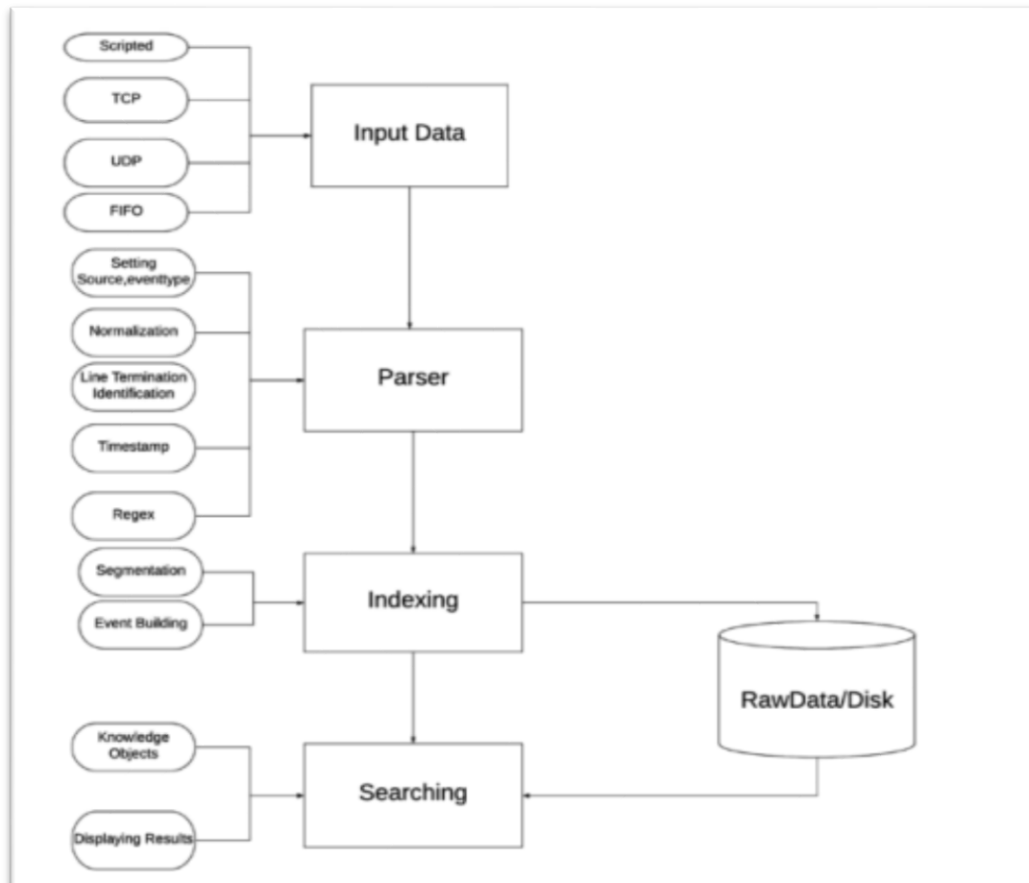 Scripted
TCP
UDP
FIFO
Input Data
Setting
Source,eventtype
Normalization
Line Termination
Identification
Timestamp
Regex
Parser
Segmentation
Event Building
Indexing
RawData/Disk
Knowledge
Objects
Displaying Results
Searching